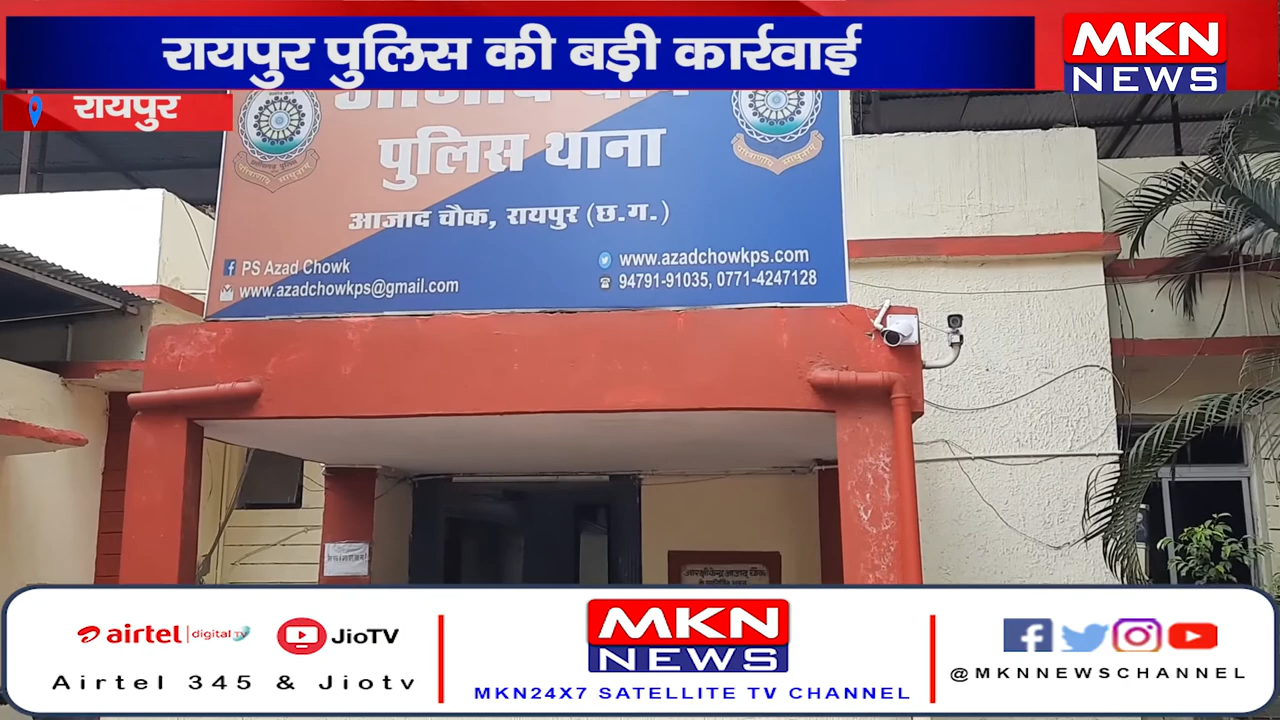 रायपुर पुलिस की बड़ी कार्रवाई
MKN
NEWS
रायपुर
पुलिस थाना
आजाद चौक, रायपुर (छ.ग.)
PS Azad Chowk
www.azadchowkps@gmail.com
www.azadchowkps.com
94791-91035, 0771-4247128
airtel digital TV
JioTV
Airtel 345 & Jiotv
MKN
NEWS
MKN24X7 SATELLITE TV CHANNEL
@MKNNEWSCHANNEL